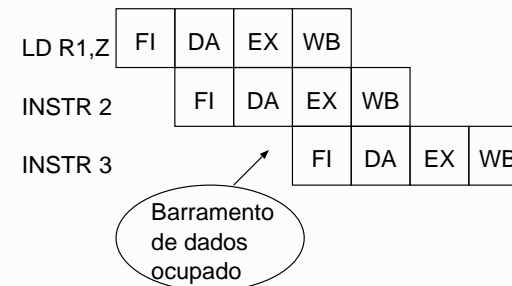 LD R1,Z FI DA EX WB
INSTR 2 FI DA EX WB
INSTR 3 FI DA EX WB
Barramento
de dados
ocupado